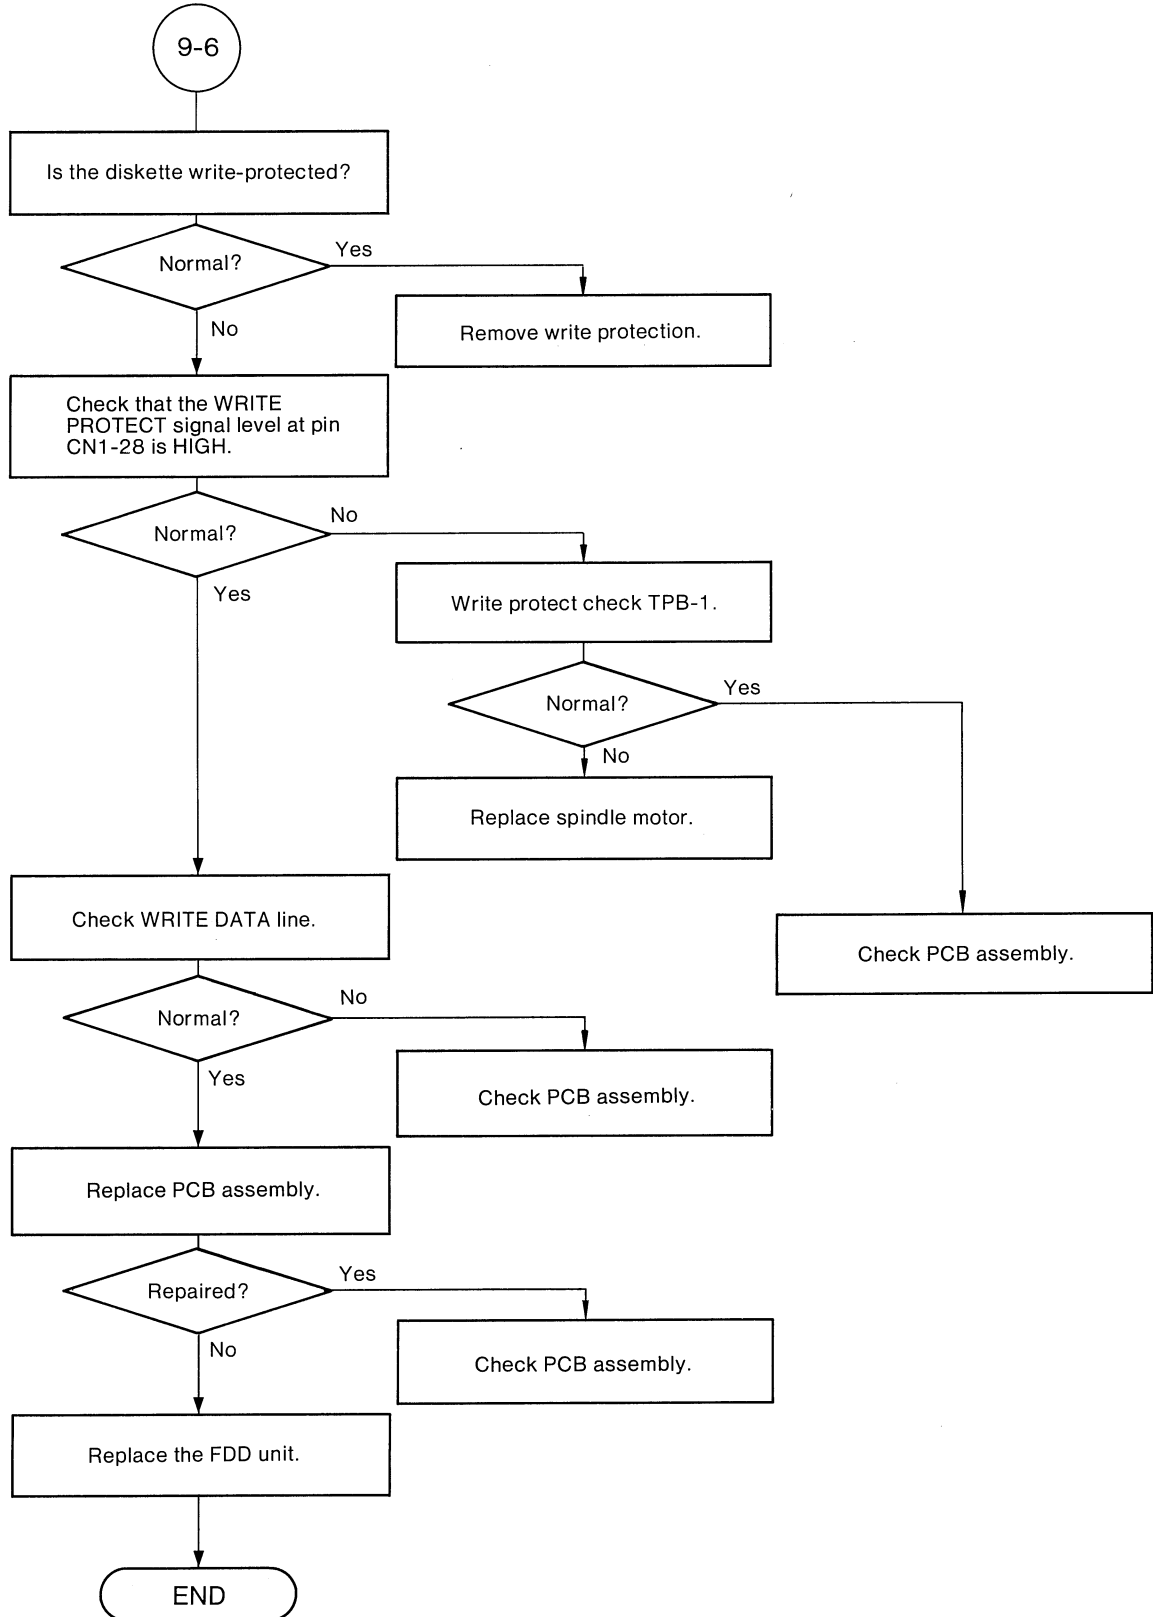 9-6
Is the diskette write-protected?
Normal?
Yes
No
Remove write protection.
Check that the WRITE
PROTECT signal level at pin
CN1-28 is HIGH.
Normal?
No
Yes
Write protect check TPB-1.
Normal?
Yes
No
Replace spindle motor.
Check WRITE DATA line.
Check PCB assembly.
Normal?
No
Yes
Check PCB assembly.
Replace PCB assembly.
Repaired?
Yes
No
Check PCB assembly.
Replace the FDD unit.
END